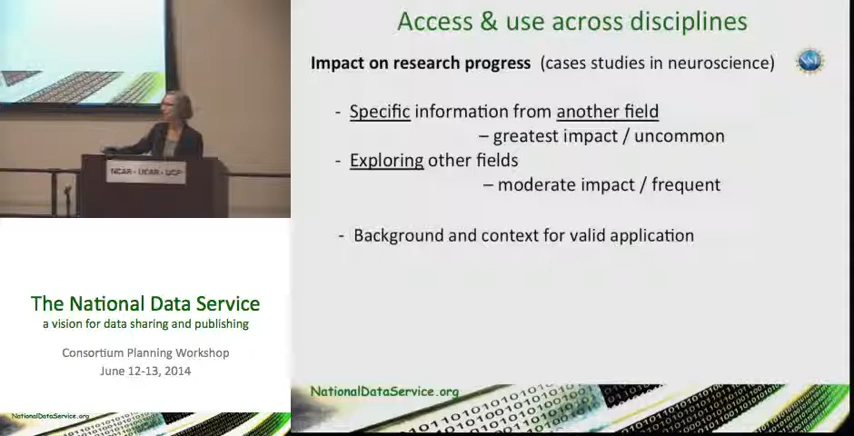 Access & use across disciplines
Impact on research progress (cases studies in neuroscience)
NSF
- Specific information from another field
– greatest impact / uncommon
- Exploring other fields
– moderate impact / frequent
- Background and context for valid application
NCAR - UCAR - UCP
The National Data Service
a vision for data sharing and publishing
Consortium Planning Workshop
June 12-13, 2014
NationalDataService.org
NationalDataService.org